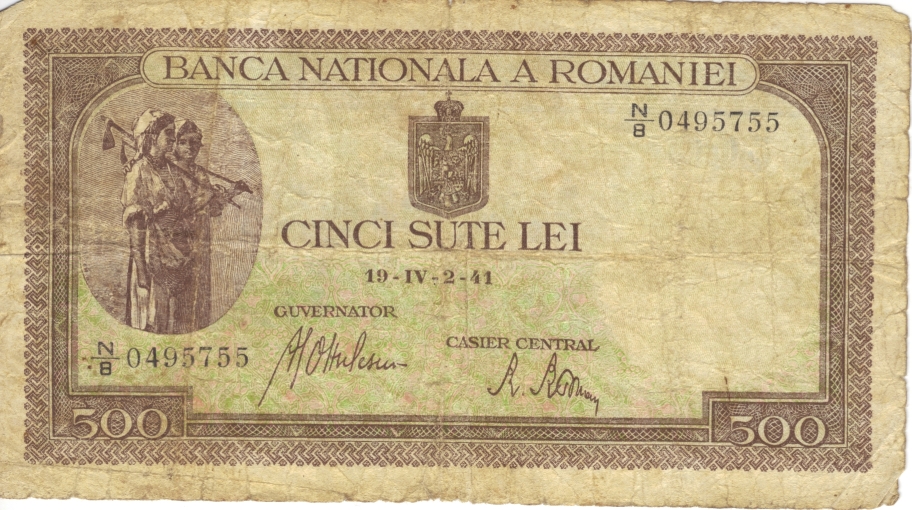 BANCA NATIONALA A ROMANIEI
N/8 0495755
CINCI SUTE LEI
19-IV-2-41
GUVERNATOR
CASIER CENTRAL
N/8 0495755
500 500